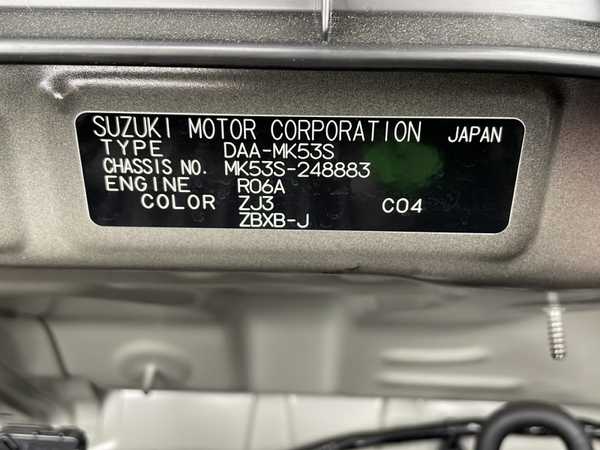 SUZUKI MOTOR CORPORATION JAPAN
TYPE DAA-MK53S
CHASSIS NO. MK53S-248883
ENGINE R06A
COLOR ZJ3 C04
ZBXB-J